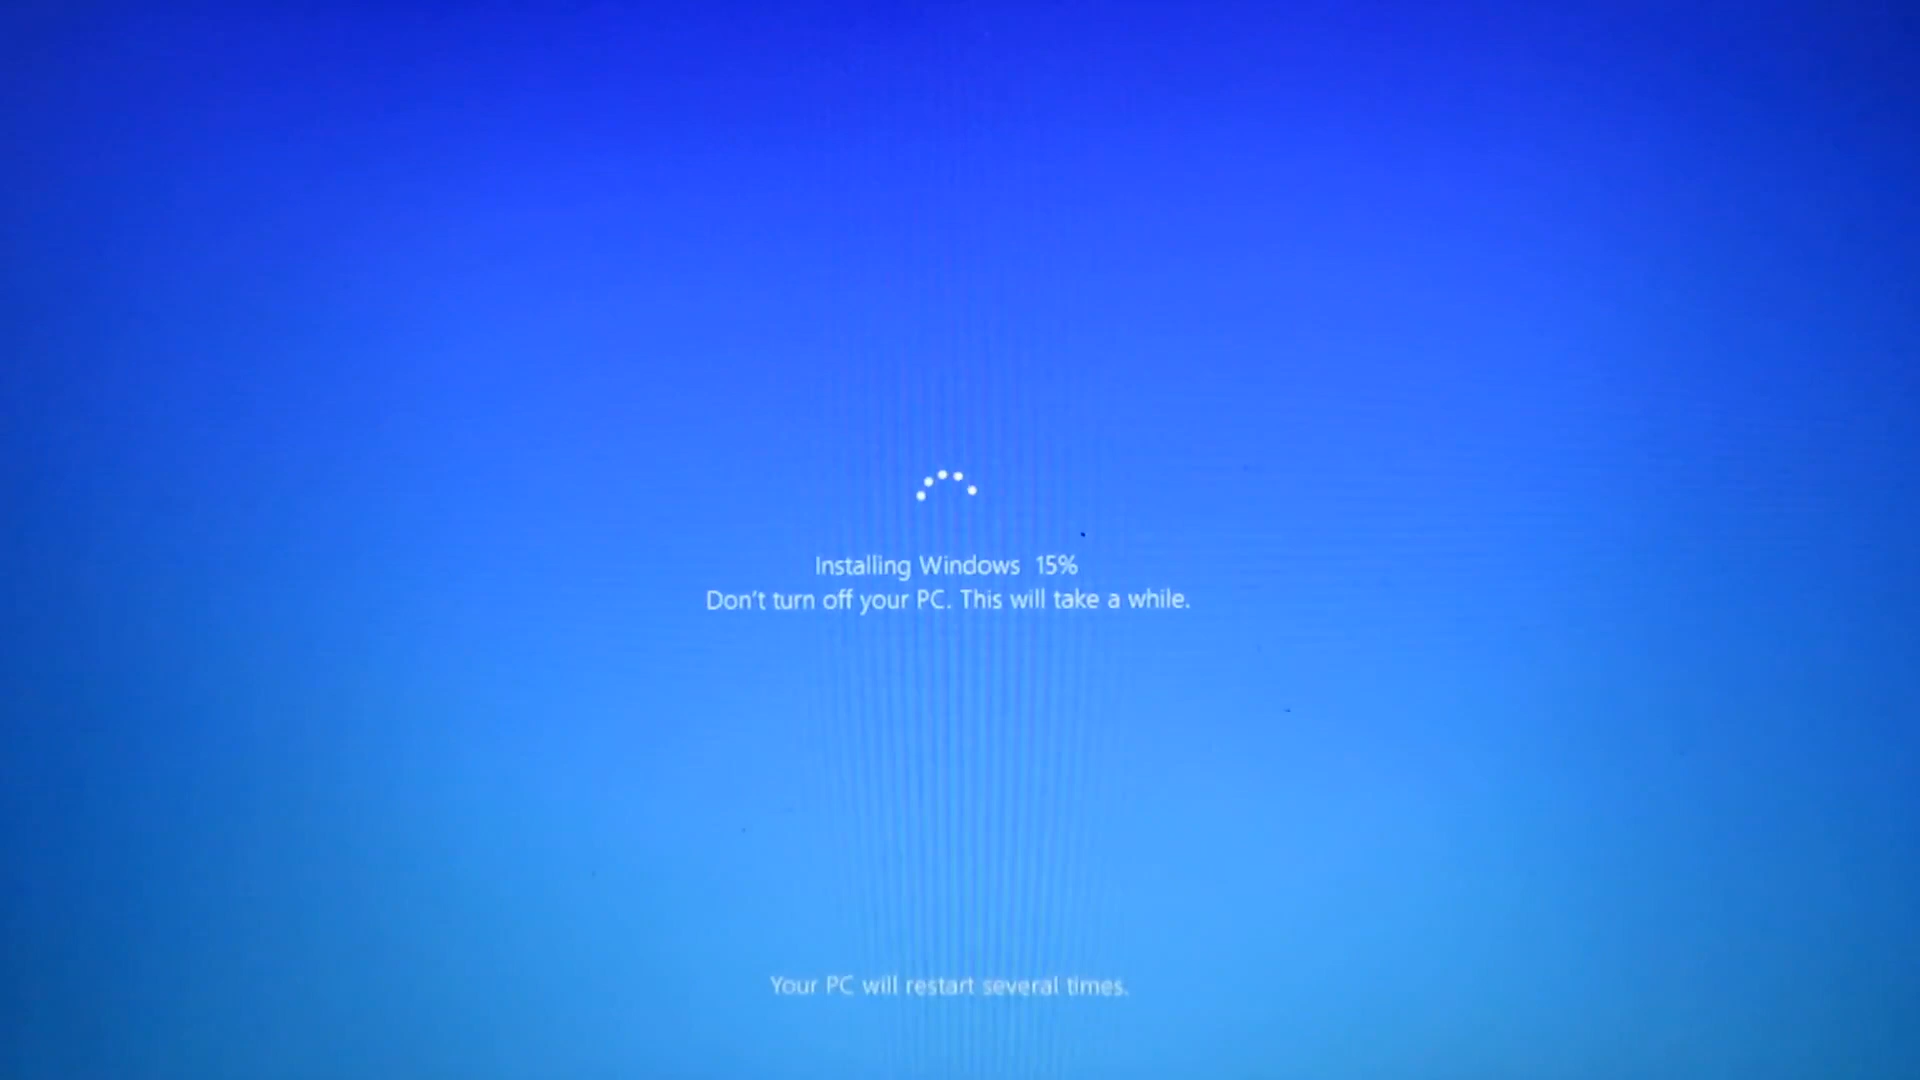 Installing Windows  15%
Don't turn off your PC. This will take a while.
Your PC will restart several times.